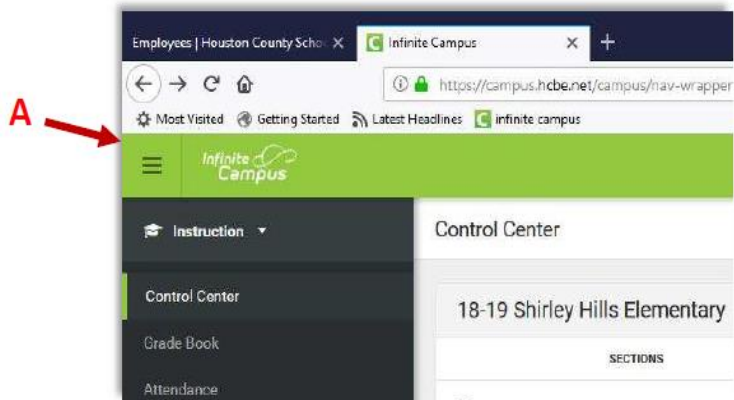 Employees | Houston County Scho
Infinite Campus
https://campus.hcbe.net/campus/nav-wrapper
A
Most Visited Getting Started Latest Headlines infinite campus
Infinite
Campus
Instruction
Control Center
Control Center
18-19 Shirley Hills Elementary
Grade Book
SECTIONS
Attendance